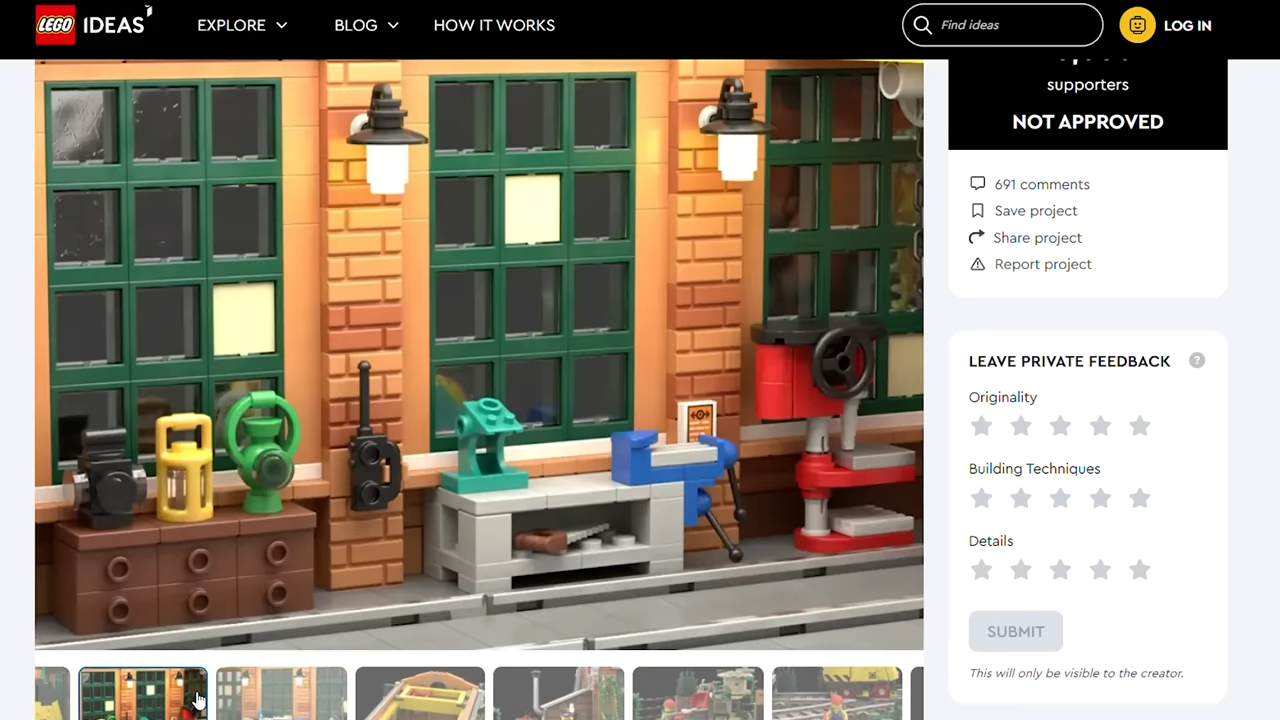 LEGO IDEAS
EXPLORE
BLOG
HOW IT WORKS
Find ideas
LOG IN
supporters
NOT APPROVED
691 comments
Save project
Share project
Report project
LEAVE PRIVATE FEEDBACK ?
Originality
Building Techniques
Details
SUBMIT
This will only be visible to the creator.